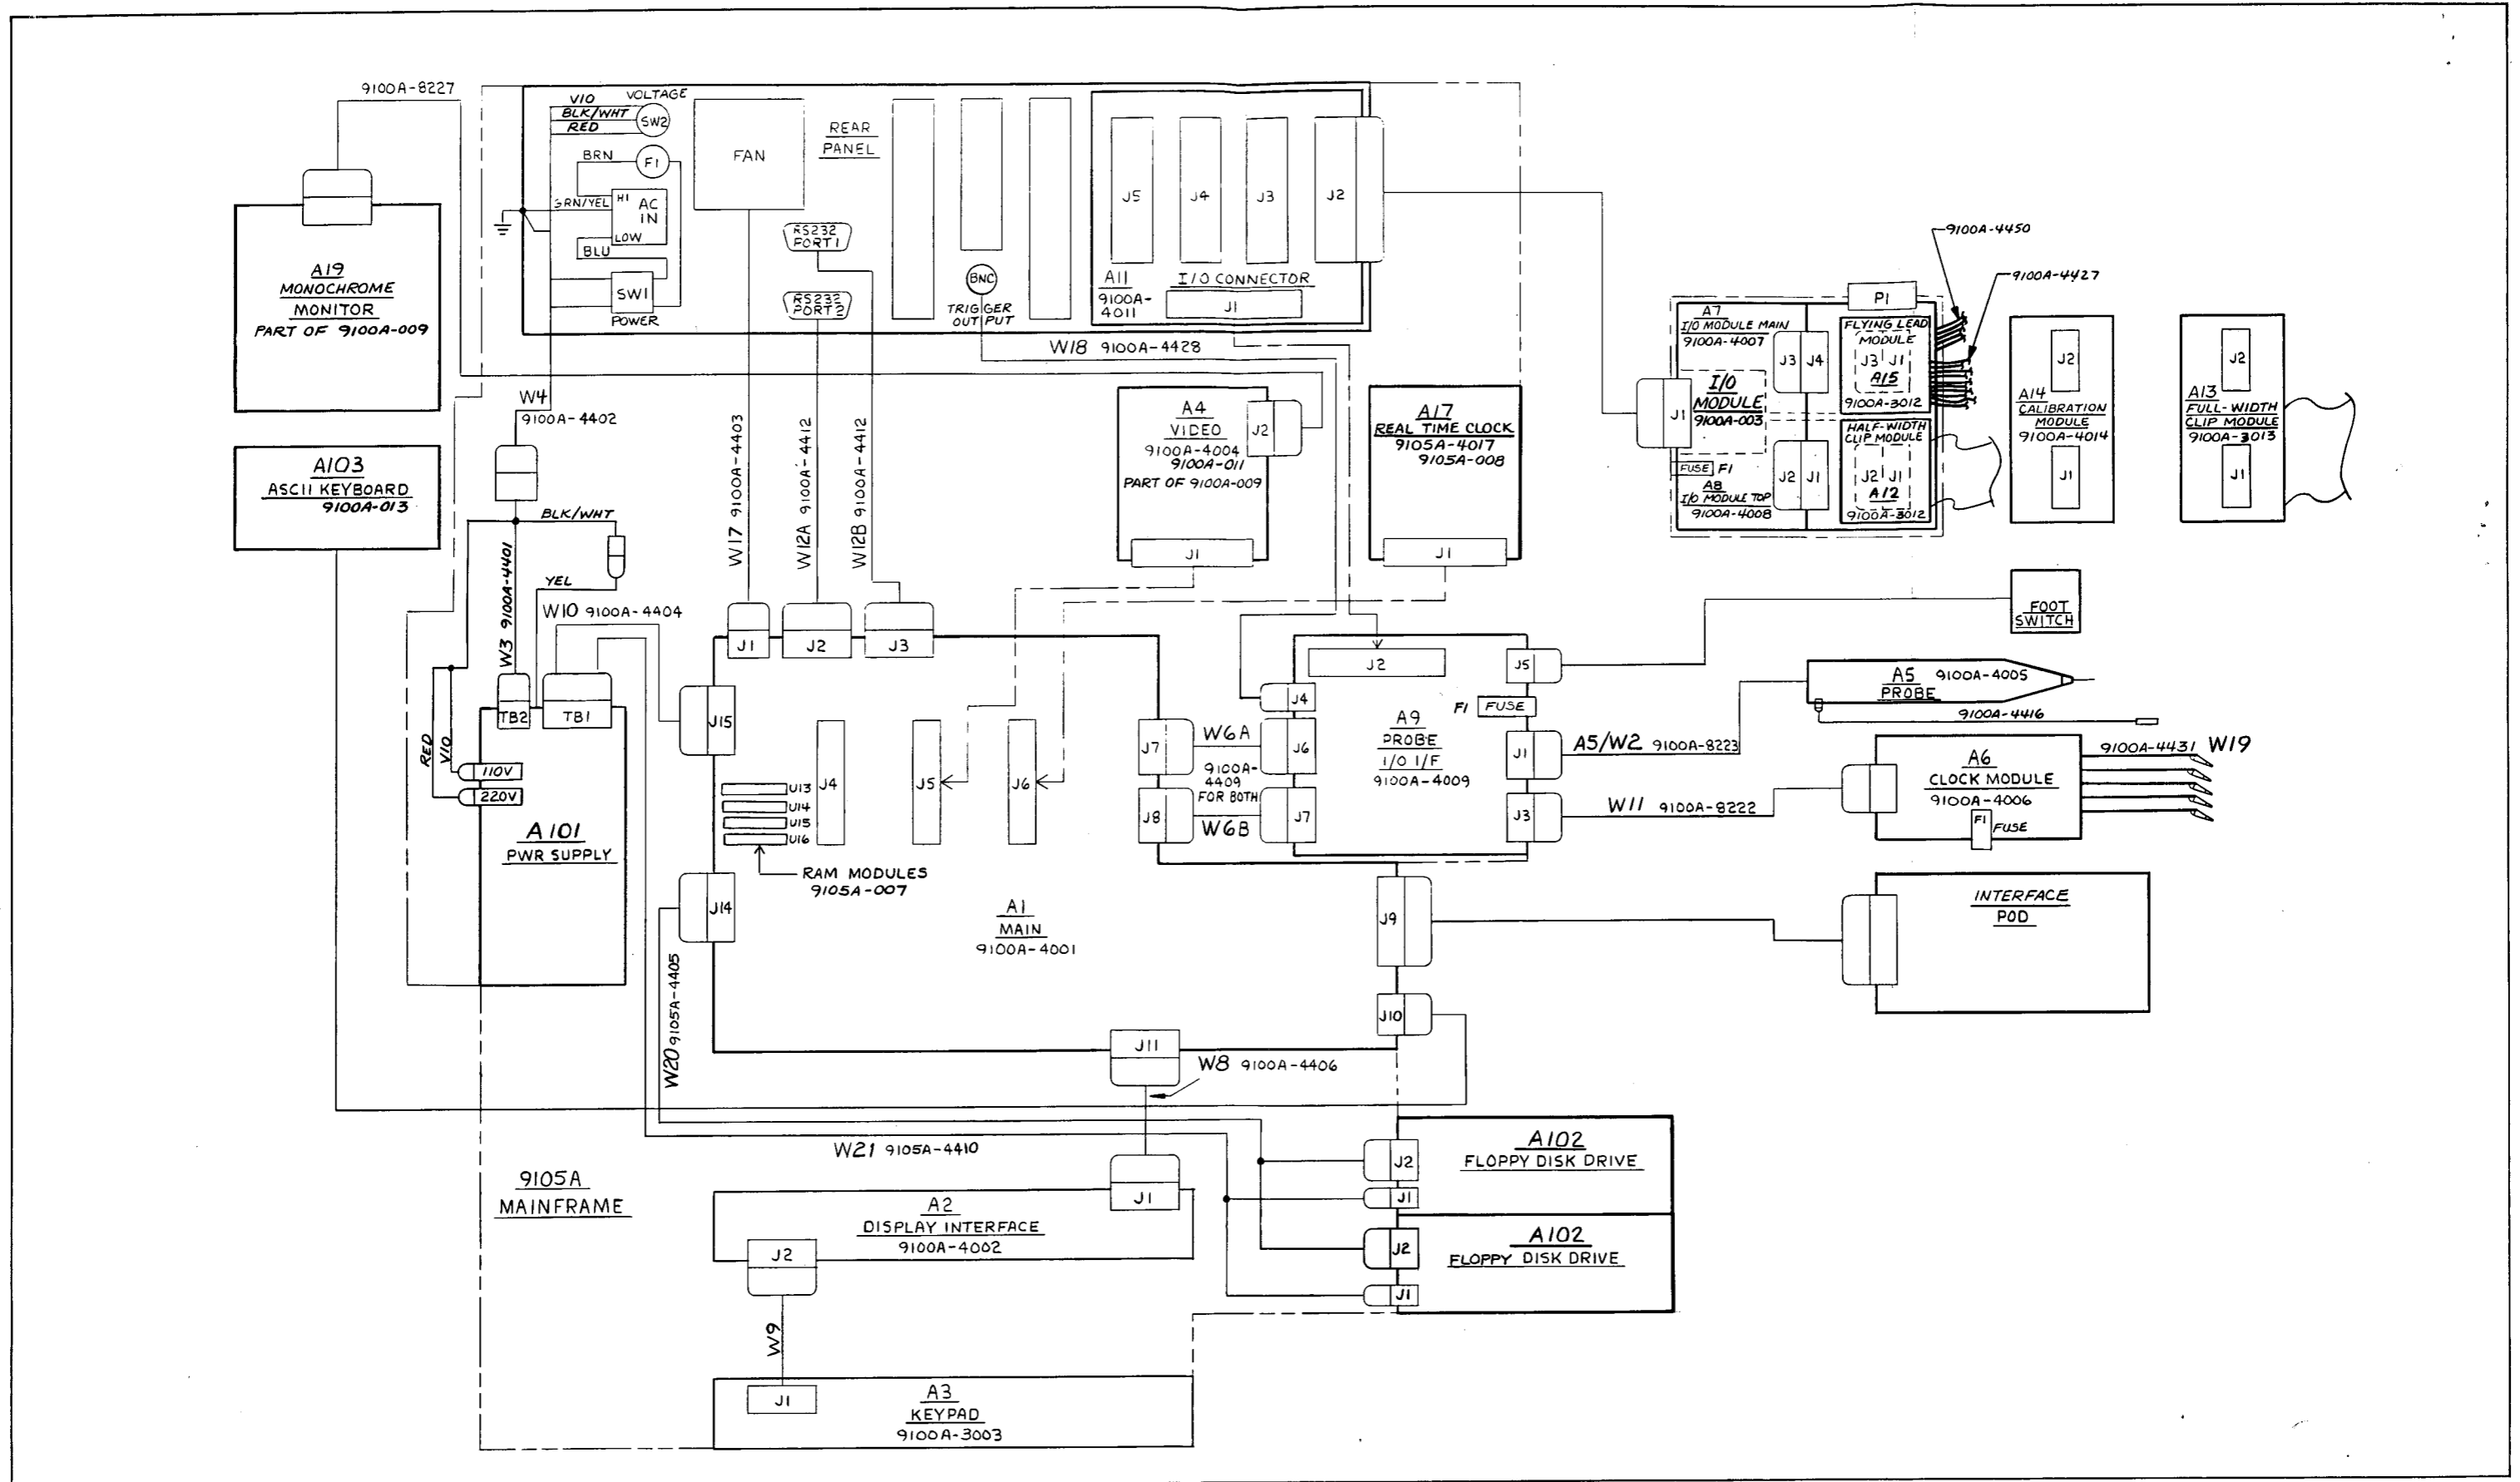 9100A-8227
A19
MONOCHROME
MONITOR
PART OF 9100A-009
A103
ASCII KEYBOARD
9100A-013
VIO
BLK/WHT
RED
VOLTAGE
SW2
BRN
F1
GRN/YEL
HI
AC
IN
LOW
BLU
SW1
POWER
FAN
REAR
PANEL
RS232
PORT1
RS232
PORT2
BNC
TRIGGER
OUTPUT
J5
J4
J3
J2
A11
9100A-
4011
I/O CONNECTOR
J1
W18 9100A-4428
W4
9100A-4402
BLK/WHT
W3 9100A-4401
YEL
W10 9100A-4404
W17 9100A-4403
W12A 9100A-4412
W12B 9100A-4412
A4
VIDEO
9100A-4004
9100A-011
PART OF 9100A-009
J2
J1
A17
REAL TIME CLOCK
9105A-4017
9105A-008
J1
A7
I/O MODULE MAIN
9100A-4007
J1
I/O
MODULE
9100A-003
FUSE F1
A8
I/O MODULE TOP
9100A-4008
J3
J4
J2
J1
P1
FLYING LEAD
MODULE
J3
J1
A15
9100A-3012
HALF-WIDTH
CLIP MODULE
J2
J1
A12
9100A-3012
9100A-4450
9100A-4427
J2
A14
CALIBRATION
MODULE
9100A-4014
J1
J2
A13
FULL-WIDTH
CLIP MODULE
9100A-3013
J1
FOOT
SWITCH
A5
PROBE
9100A-4005
9100A-4416
A5/W2 9100A-8223
A6
CLOCK MODULE
9100A-4006
F1
FUSE
9100A-4431 W19
W11 9100A-8222
INTERFACE
POD
RED
VIO
TB2
TB1
110V
220V
A101
PWR SUPPLY
J1
J2
J3
J15
J14
U13
U14
U15
U16
RAM MODULES
9105A-007
J4
J5
J6
A1
MAIN
9100A-4001
J7
J8
W6A
9100A-
4409
FOR BOTH
W6B
J2
J4
J6
J7
A9
PROBE
I/O I/F
9100A-4009
J5
F1 FUSE
J1
J3
J9
J10
J11
W8 9100A-4406
W20 9105A-4405
W21 9105A-4410
9105A
MAINFRAME
A2
DISPLAY INTERFACE
9100A-4002
J1
J2
W9
J1
A3
KEYPAD
9100A-3003
A102
FLOPPY DISK DRIVE
J2
J1
A102
FLOPPY DISK DRIVE
J2
J1